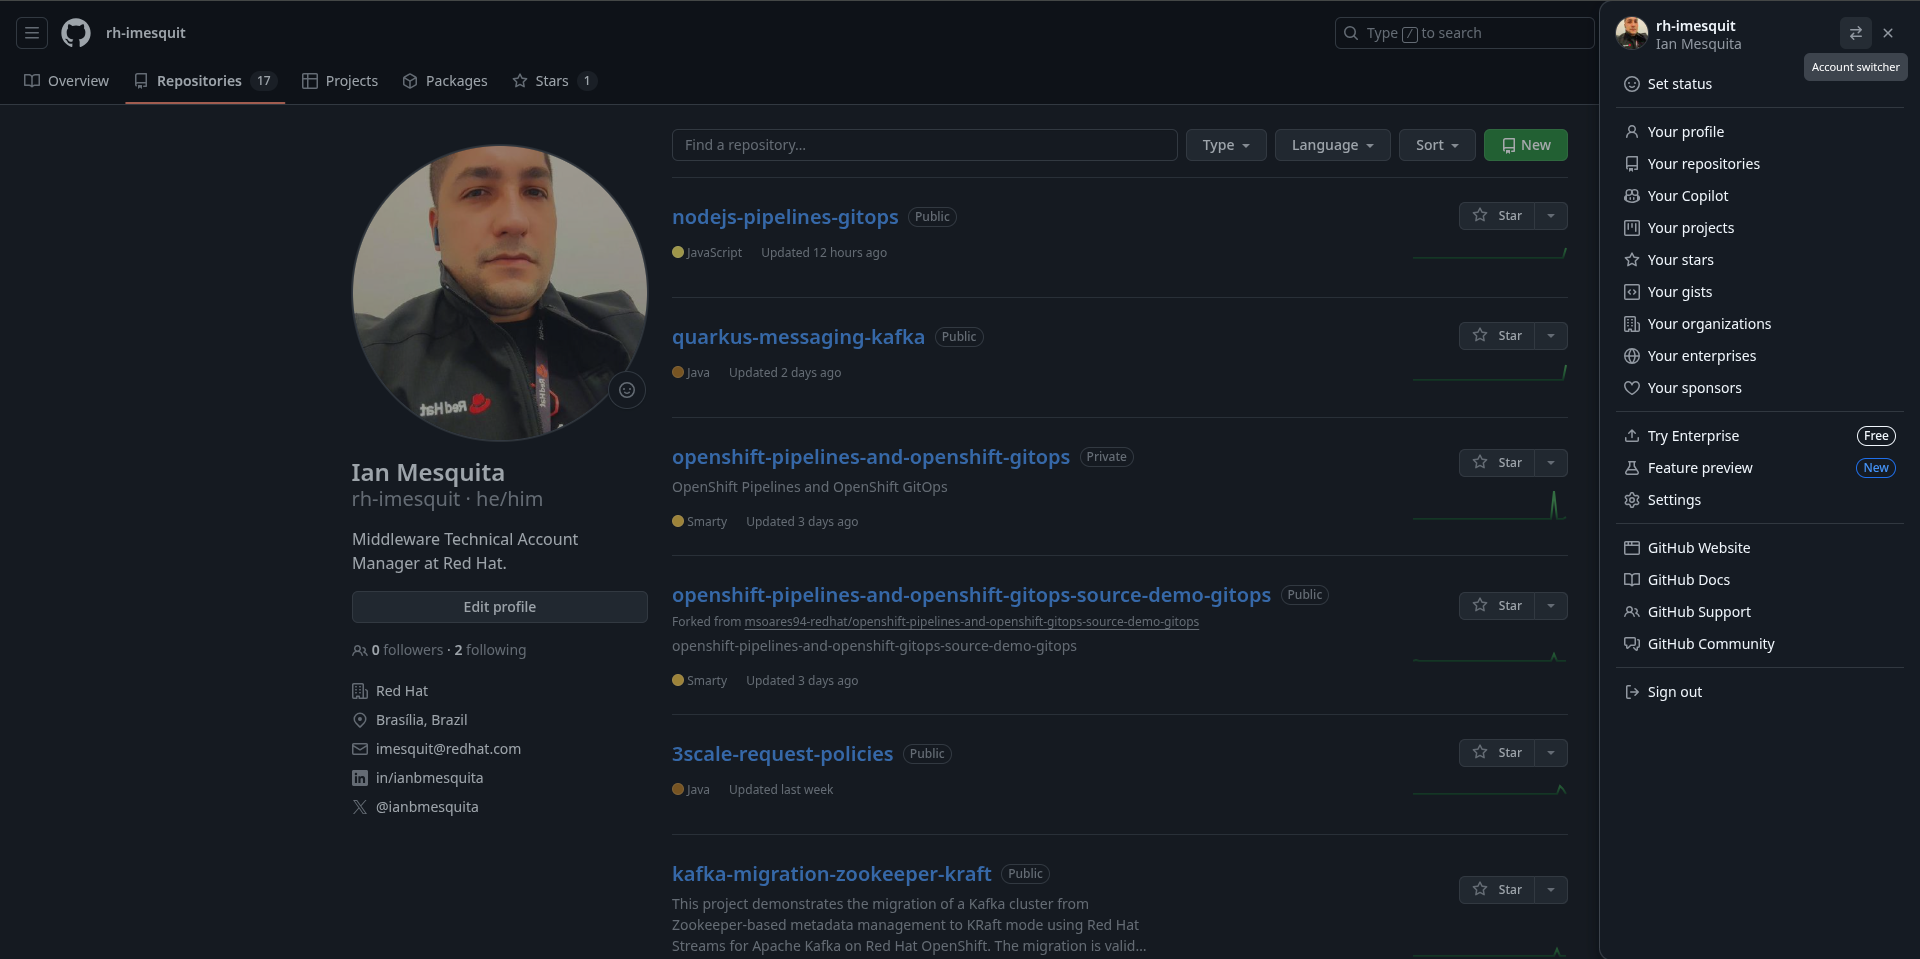 rh-imesquit
Type / to search
Overview
Repositories 17
Projects
Packages
Stars 1
Find a repository...
Type
Language
Sort
New
RedHat
RedHat
Ian Mesquita
rh-imesquit · he/him
Middleware Technical Account
Manager at Red Hat.
Edit profile
0 followers · 2 following
Red Hat
Brasília, Brazil
imesquit@redhat.com
in/ianbmesquita
@ianbmesquita
nodejs-pipelines-gitops Public
Star
JavaScript Updated 12 hours ago
quarkus-messaging-kafka Public
Star
Java Updated 2 days ago
openshift-pipelines-and-openshift-gitops Private
Star
OpenShift Pipelines and OpenShift GitOps
Smarty Updated 3 days ago
openshift-pipelines-and-openshift-gitops-source-demo-gitops Public
Star
Forked from msoares94-redhat/openshift-pipelines-and-openshift-gitops-source-demo-gitops
openshift-pipelines-and-openshift-gitops-source-demo-gitops
Smarty Updated 3 days ago
3scale-request-policies Public
Star
Java Updated last week
kafka-migration-zookeeper-kraft Public
Star
This project demonstrates the migration of a Kafka cluster from
Zookeeper-based metadata management to KRaft mode using Red Hat
Streams for Apache Kafka on Red Hat OpenShift. The migration is valid...
rh-imesquit
Ian Mesquita
Account switcher
Set status
Your profile
Your repositories
Your Copilot
Your projects
Your stars
Your gists
Your organizations
Your enterprises
Your sponsors
Try Enterprise Free
Feature preview New
Settings
GitHub Website
GitHub Docs
GitHub Support
GitHub Community
Sign out